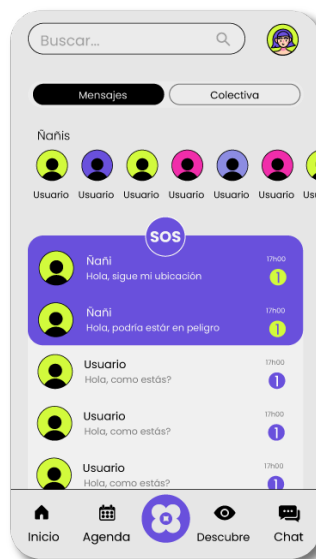 Buscar...
Mensajes Colectiva
Ñañis
Usuario Usuario Usuario Usuario Usuario Usuario
SOS
Ñañi 17h00
Hola, sigue mi ubicación 1
Ñañi 17h00
Hola, podría estár en peligro 1
Usuario 17h00
Hola, como estás? 1
Usuario 17h00
Hola, como estás? 1
Usuario 17h00
Hola, como estás? 1
Inicio Agenda Descubre Chat